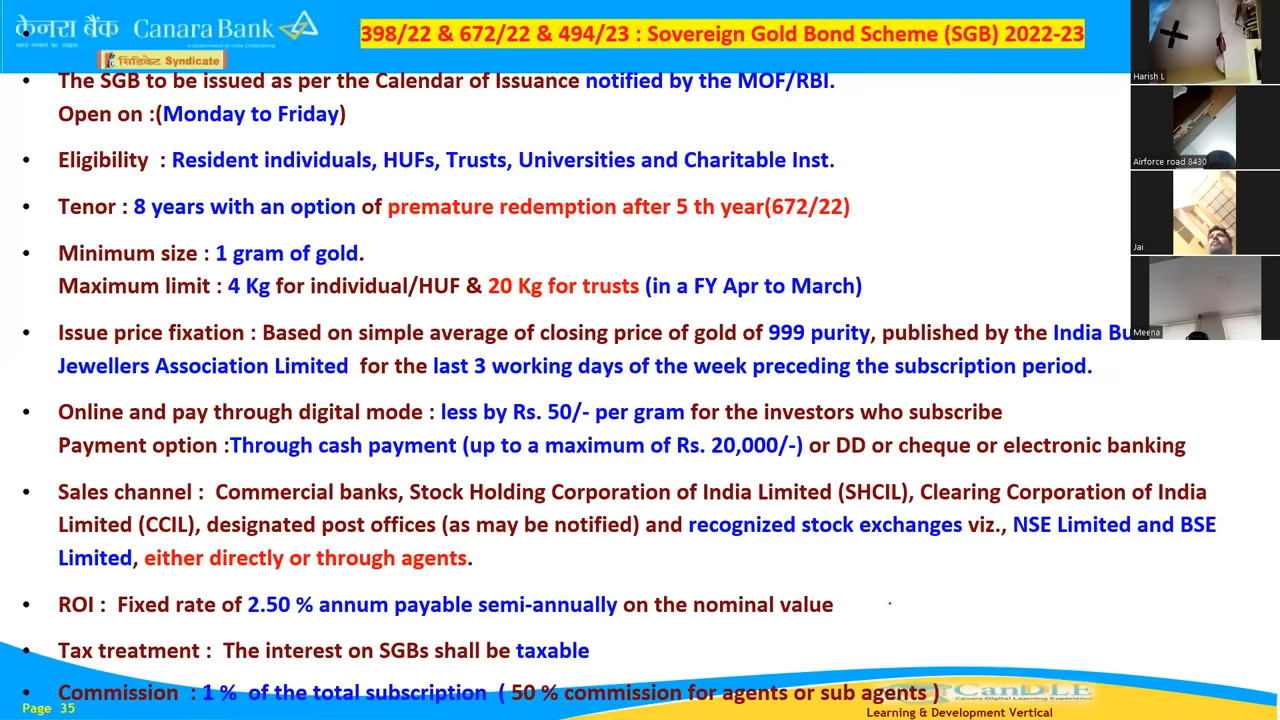 केनरा बैंक Canara Bank
A Government of India Undertaking
सिंडिकेट Syndicate
398/22 & 672/22 & 494/23 : Sovereign Gold Bond Scheme (SGB) 2022-23
• The SGB to be issued as per the Calendar of Issuance notified by the MOF/RBI.
Open on :(Monday to Friday)
• Eligibility : Resident individuals, HUFs, Trusts, Universities and Charitable Inst.
• Tenor : 8 years with an option of premature redemption after 5 th year(672/22)
• Minimum size : 1 gram of gold.
Maximum limit : 4 Kg for individual/HUF & 20 Kg for trusts (in a FY Apr to March)
• Issue price fixation : Based on simple average of closing price of gold of 999 purity, published by the India Bu
Jewellers Association Limited for the last 3 working days of the week preceding the subscription period.
• Online and pay through digital mode : less by Rs. 50/- per gram for the investors who subscribe
Payment option :Through cash payment (up to a maximum of Rs. 20,000/-) or DD or cheque or electronic banking
• Sales channel : Commercial banks, Stock Holding Corporation of India Limited (SHCIL), Clearing Corporation of India
Limited (CCIL), designated post offices (as may be notified) and recognized stock exchanges viz., NSE Limited and BSE
Limited, either directly or through agents.
• ROI : Fixed rate of 2.50 % annum payable semi-annually on the nominal value
• Tax treatment : The interest on SGBs shall be taxable
• Commission : 1 % of the total subscription ( 50 % commission for agents or sub agents )
CanDLE
Canara Digital Learning Experience
Page 35
Learning & Development Vertical
Harish L
Airforce road 8430
Jai
Meena